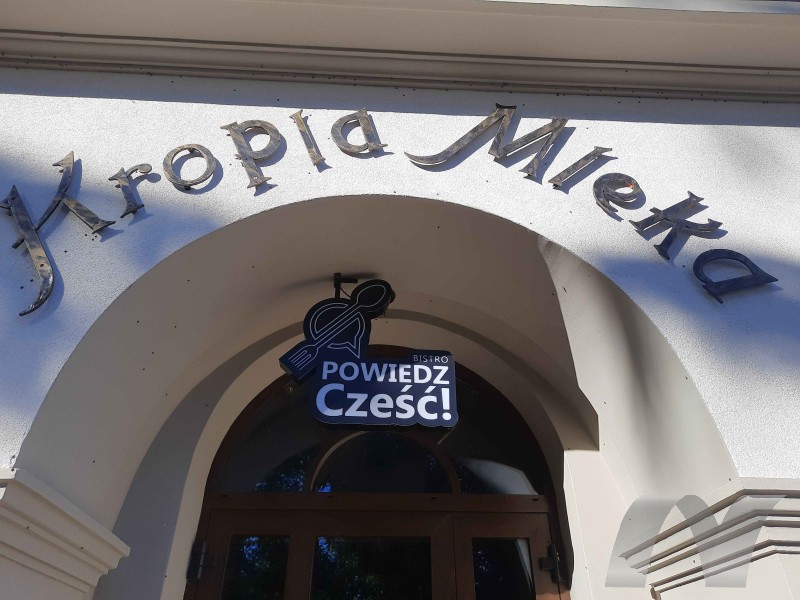 Kropla Mleka
BISTRO
POWIEDZ
Cześć!